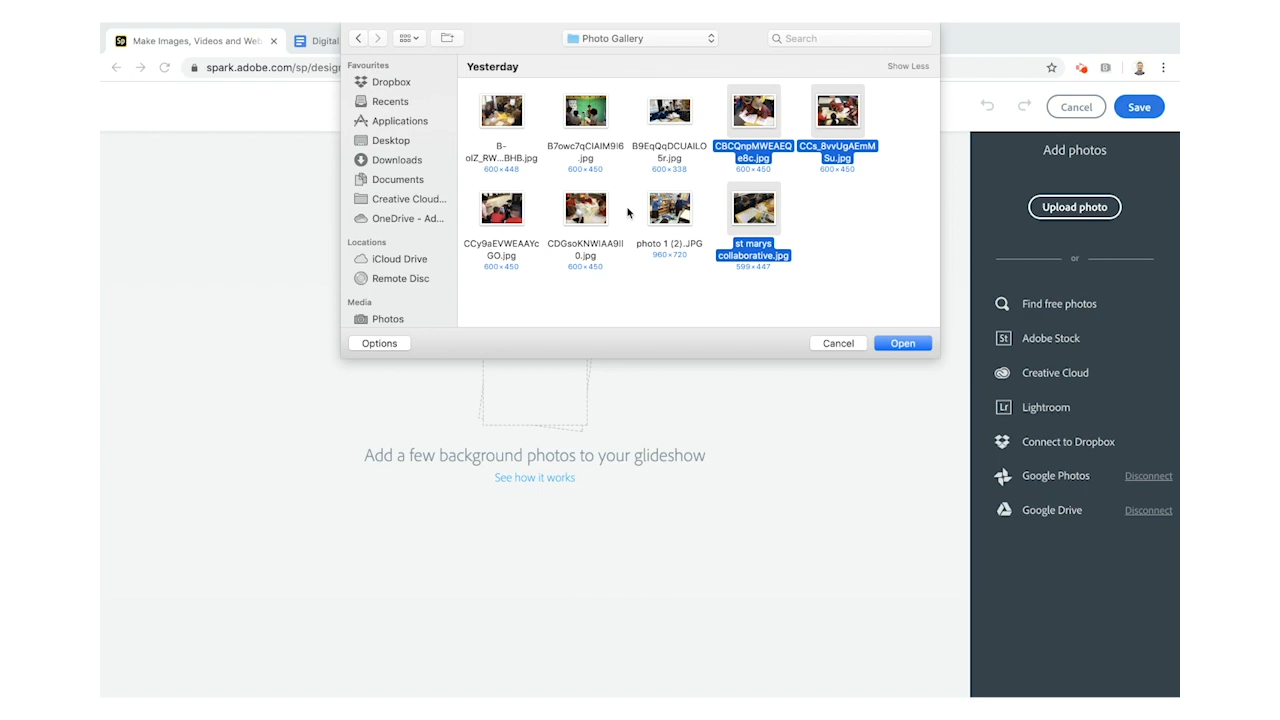 Make Images, Videos and Web
Digital
spark.adobe.com/sp/desig
Photo Gallery
Search
Favourites
Dropbox
Recents
Applications
Desktop
Downloads
Documents
Creative Cloud...
OneDrive - Ad...
Locations
iCloud Drive
Remote Disc
Media
Photos
Yesterday
Show Less
B-
oIZ_RW...BHB.jpg
600×448
B7owc7qCIAIM9I6
.jpg
600×450
B9EqQqDCUAILO
5r.jpg
600×338
CBCQnpMWEAEQ
e8c.jpg
600×450
CCs_8vvUgAEmM
Su.jpg
600×450
CCy9aEVWEAAYc
GO.jpg
600×450
CDGsoKNWIAA9II
0.jpg
600×450
photo 1 (2).JPG
960×720
st marys
collaborative.jpg
599×447
Options
Cancel
Open
Add a few background photos to your glideshow
See how it works
Cancel
Save
Add photos
Upload photo
or
Find free photos
St Adobe Stock
Creative Cloud
Lr Lightroom
Connect to Dropbox
Google Photos Disconnect
Google Drive Disconnect